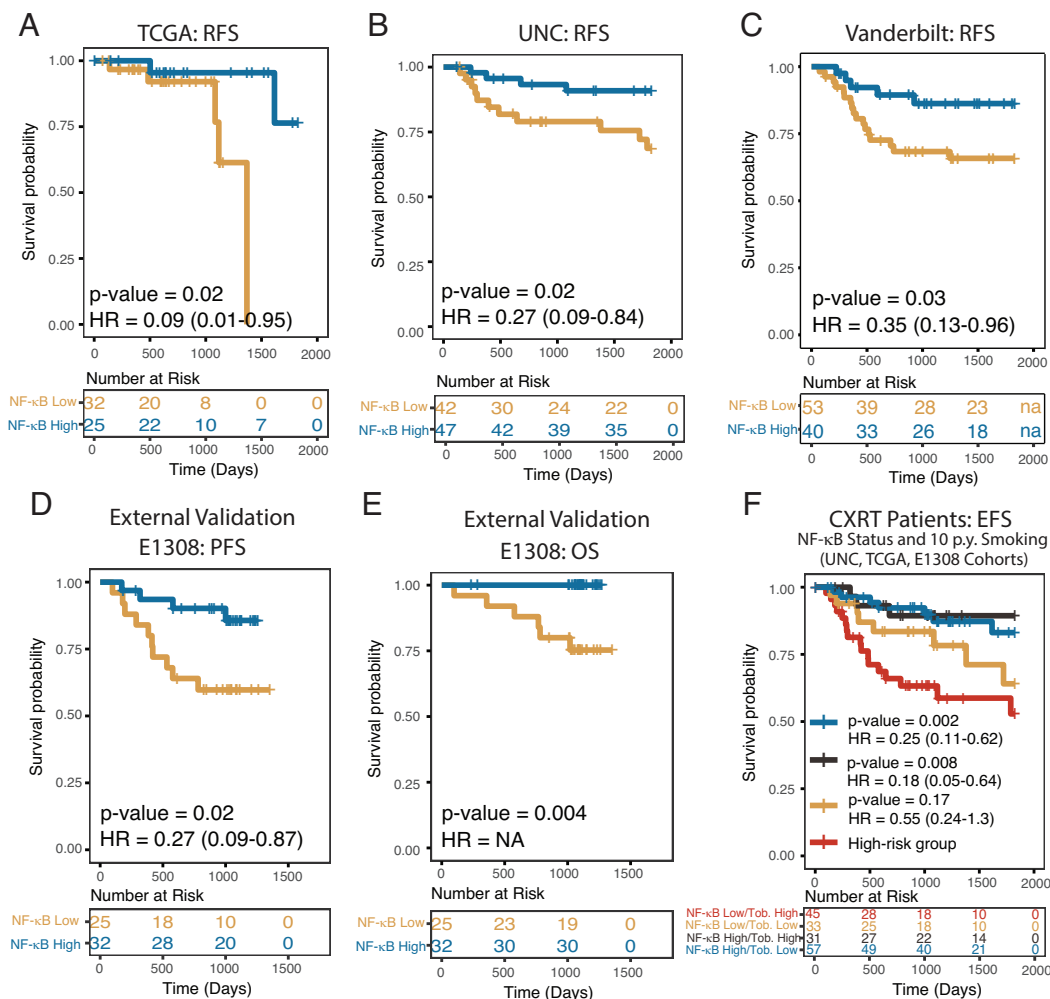 A
TCGA: RFS
Survival probability
1.00
0.75
0.50
0.25
0.00
p-value = 0.02
HR = 0.09 (0.01-0.95)
0 500 1000 1500 2000
Number at Risk
NF-κB Low 32 20 8 0 0
NF-κB High 25 22 10 7 0
Time (Days)
B
UNC: RFS
Survival probability
1.00
0.75
0.50
0.25
0.00
p-value = 0.02
HR = 0.27 (0.09-0.84)
0 500 1000 1500 2000
Number at Risk
NF-κB Low 42 30 24 22 0
NF-κB High 47 42 39 35 0
Time (Days)
C
Vanderbilt: RFS
Survival probability
1.00
0.75
0.50
0.25
0.00
p-value = 0.03
HR = 0.35 (0.13-0.96)
0 500 1000 1500 2000
Number at Risk
NF-κB Low 53 39 28 23 na
NF-κB High 40 33 26 18 na
0 500 1000 1500 2000
Time (Days)
D
External Validation
E1308: PFS
Survival probability
1.00
0.75
0.50
0.25
0.00
p-value = 0.02
HR = 0.27 (0.09-0.87)
0 500 1000 1500
Number at Risk
NF-κB Low 25 18 10 0
NF-κB High 32 28 20 0
0 500 1000 1500
Time (Days)
E
External Validation
E1308: OS
Survival probability
1.00
0.75
0.50
0.25
0.00
p-value = 0.004
HR = NA
0 500 1000 1500
Number at Risk
NF-κB Low 25 23 19 0
NF-κB High 32 30 30 0
0 500 1000 1500
Time (Days)
F
CXRT Patients: EFS
NF-κB Status and 10 p.y. Smoking
(UNC, TCGA, E1308 Cohorts)
Survival probability
1.00
0.75
0.50
0.25
0.00
p-value = 0.002
HR = 0.25 (0.11-0.62)
p-value = 0.008
HR = 0.18 (0.05-0.64)
p-value = 0.17
HR = 0.55 (0.24-1.3)
High-risk group
0 500 1000 1500 2000
Number at Risk
NF-κB Low/Tob. High 45 28 18 10 0
NF-κB Low/Tob. Low 33 25 18 10 0
NF-κB High/Tob. High 31 27 22 14 0
NF-κB High/Tob. Low 57 49 40 21 0
0 500 1000 1500 2000
Time (Days)